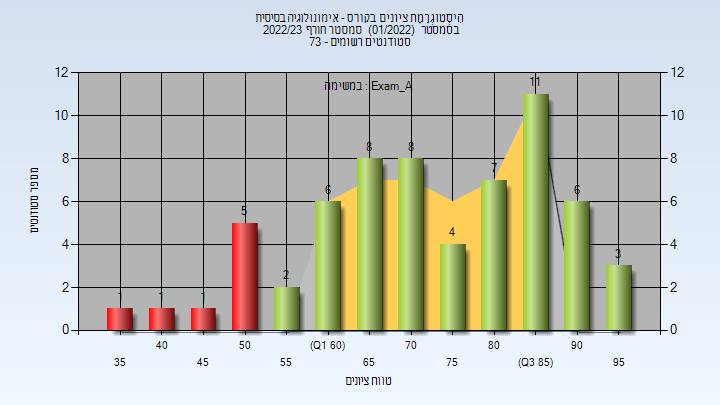 היסטוגרמת ציונים בקורס - אימונולוגיה בסיסית
בסמסטר (01/2022) סמסטר חורף 2022/23
סטודנטים רשומים - 73
במשימה : Exam_A
מספר סטודנטים
12 12
10 10
8 8
6 6
4 4
2 2
0 0
1 1 1 5 2 6 8 8 4 7 11 6 3
40 50 (Q1 60) 70 80 90
35 45 55 65 75 (Q3 85) 95
טווח ציונים